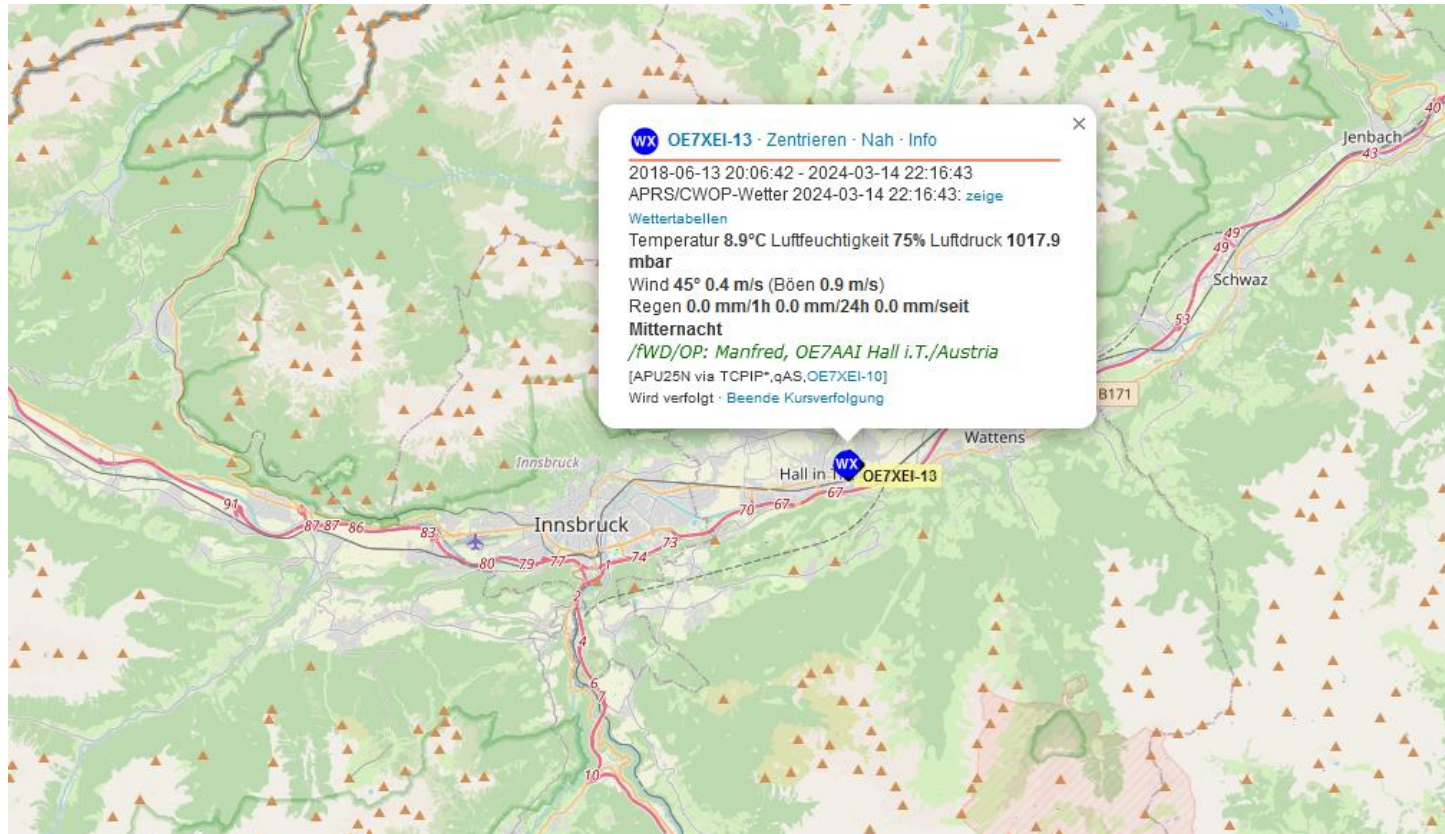 OE7XEI-13 · Zentrieren · Nah · Info
×
2018-06-13 20:06:42 - 2024-03-14 22:16:43
APRS/CWOP-Wetter 2024-03-14 22:16:43: zeige
Wettertabellen
Temperatur 8.9°C Luftfeuchtigkeit 75% Luftdruck 1017.9
mbar
Wind 45° 0.4 m/s (Böen 0.9 m/s)
Regen 0.0 mm/1h 0.0 mm/24h 0.0 mm/seit
Mitternacht
/fWD/OP: Manfred, OE7AAI Hall i.T./Austria
[APU25N via TCPIP*,qAS,OE7XEI-10]
Wird verfolgt · Beende Kursverfolgung
40
Jenbach
43
49
49
Schwaz
53
B171
Wattens
Innsbruck
Hall in
WX
OE7XEI-13
67
91
87
87
86
83
Innsbruck
70
67
80
79
77
1
74
73
2
4
6
7
10
WX